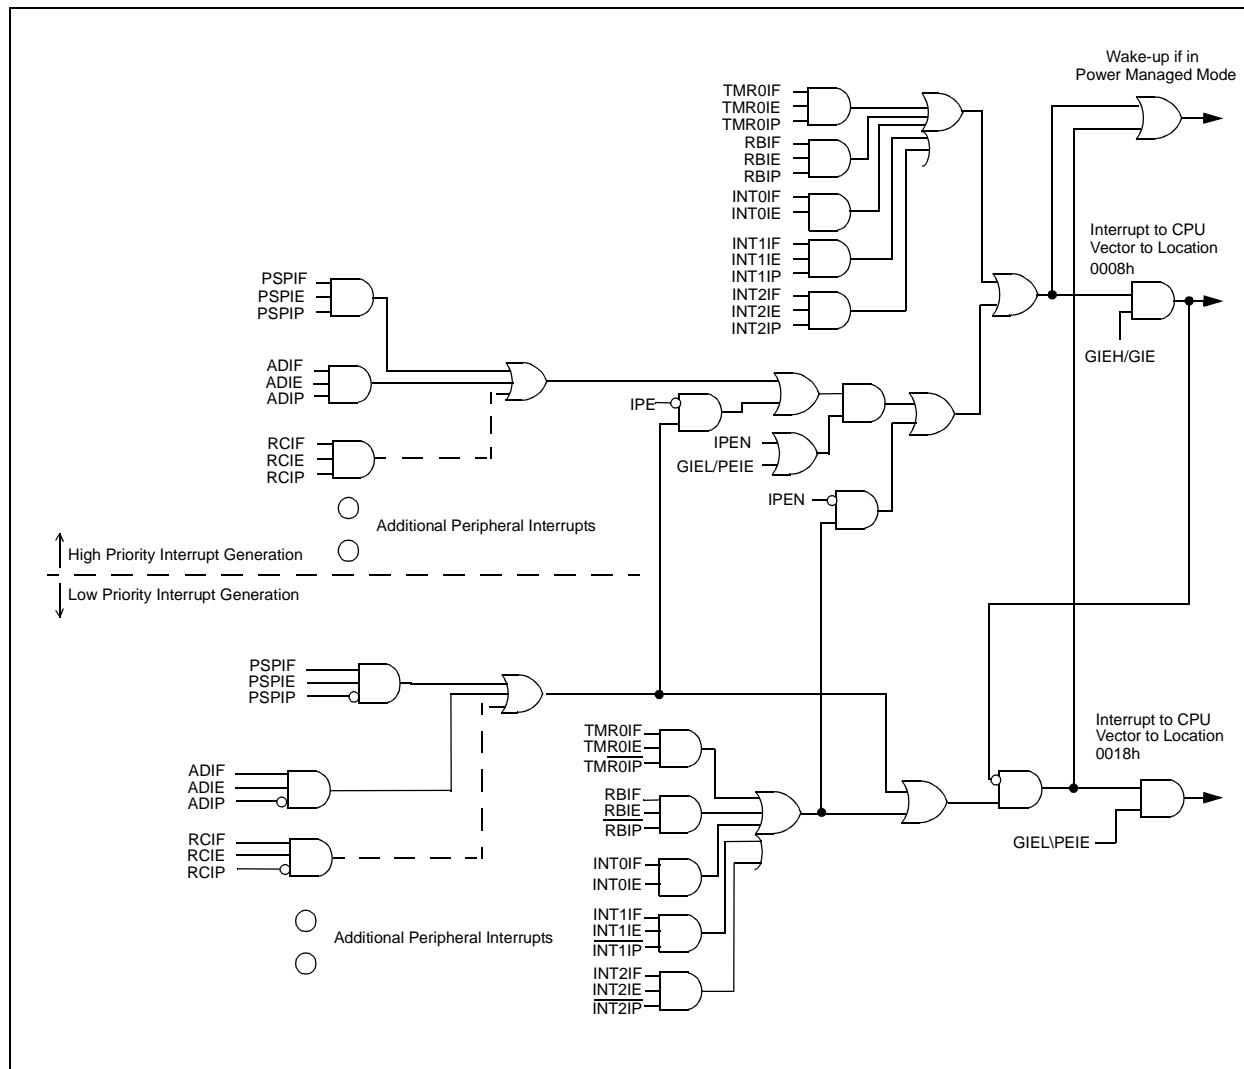 Wake-up if in
Power Managed Mode
TMR0IF
TMR0IE
TMR0IP
RBIF
RBIE
RBIP
INT0IF
INT0IE
INT1IF
INT1IE
INT1IP
INT2IF
INT2IE
INT2IP
Interrupt to CPU
Vector to Location
0008h
GIEH/GIE
PSPIF
PSPIE
PSPIP
ADIF
ADIE
ADIP
RCIF
RCIE
RCIP
IPE
IPEN
GIEL/PEIE
IPEN
Additional Peripheral Interrupts
High Priority Interrupt Generation
Low Priority Interrupt Generation
PSPIF
PSPIE
PSPIP
ADIF
ADIE
ADIP
RCIF
RCIE
RCIP
Additional Peripheral Interrupts
TMR0IF
TMR0IE
TMR0IP
RBIF
RBIE
RBIP
INT0IF
INT0IE
INT1IF
INT1IE
INT1IP
INT2IF
INT2IE
INT2IP
Interrupt to CPU
Vector to Location
0018h
GIEL\PEIE